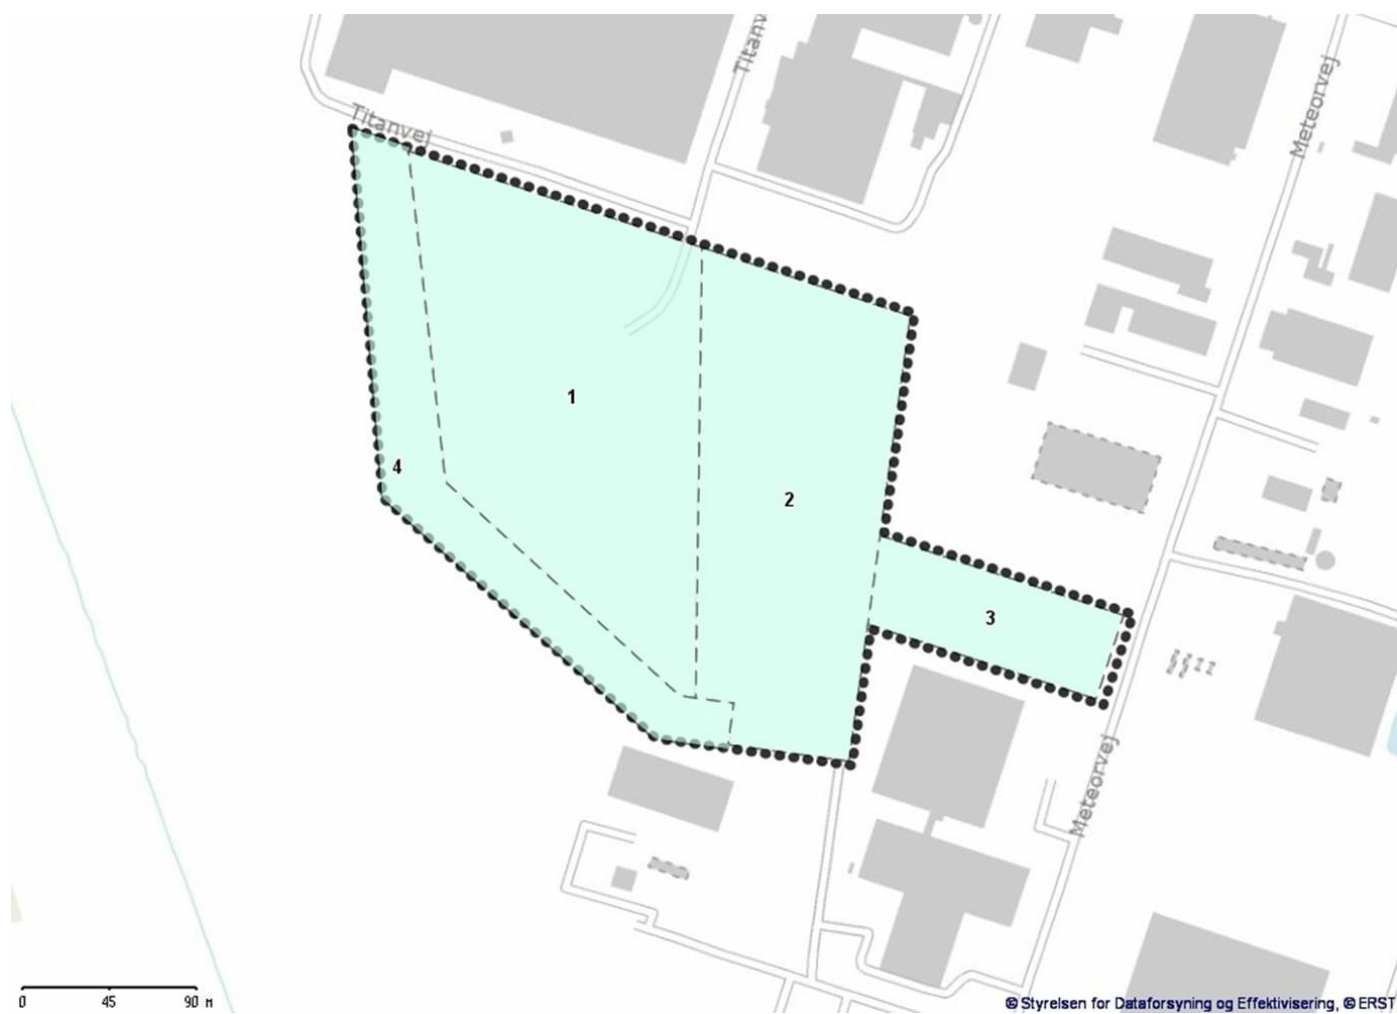 Titanv
Meteorvej
Titanvej
1
4
2
3
Meteorvej
0 45 90 M
© Styrelsen for Dataforsyning og Effektivisering, © ERST